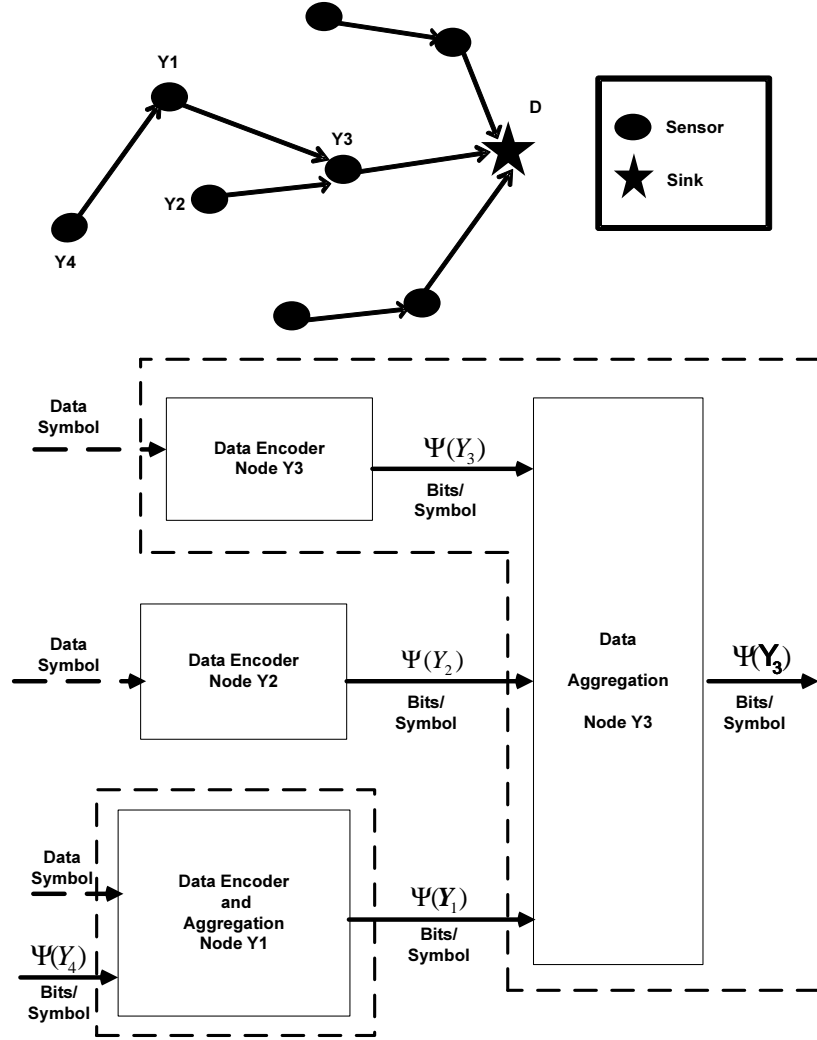 Y1
D
Y3
Sensor
Y2
Sink
Y4
Data
Symbol
Data Encoder
Node Y3
Ψ(Y₃)
Bits/
Symbol
Data
Symbol
Data Encoder
Node Y2
Ψ(Y₂)
Bits/
Symbol
Data
Aggregation
Node Y3
Ψ(Y₃)
Bits/
Symbol
Data
Symbol
Data Encoder
and
Aggregation
Node Y1
Ψ(Y₁)
Bits/
Symbol
Ψ(Y₄)
Bits/
Symbol